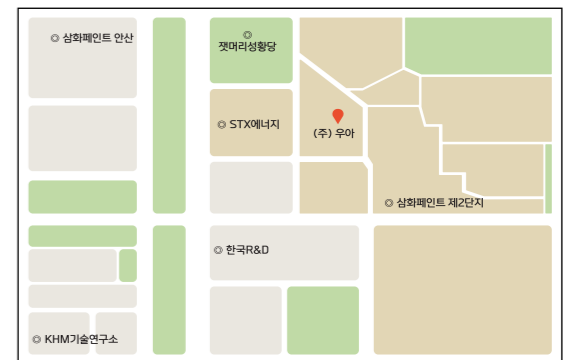 ◎ 삼화페인트 안산
◎
잿머리성황당
◎ STX에너지
(주) 우아
◎ 삼화페인트 제2단지
◎ 한국R&D
◎ KHM기술연구소